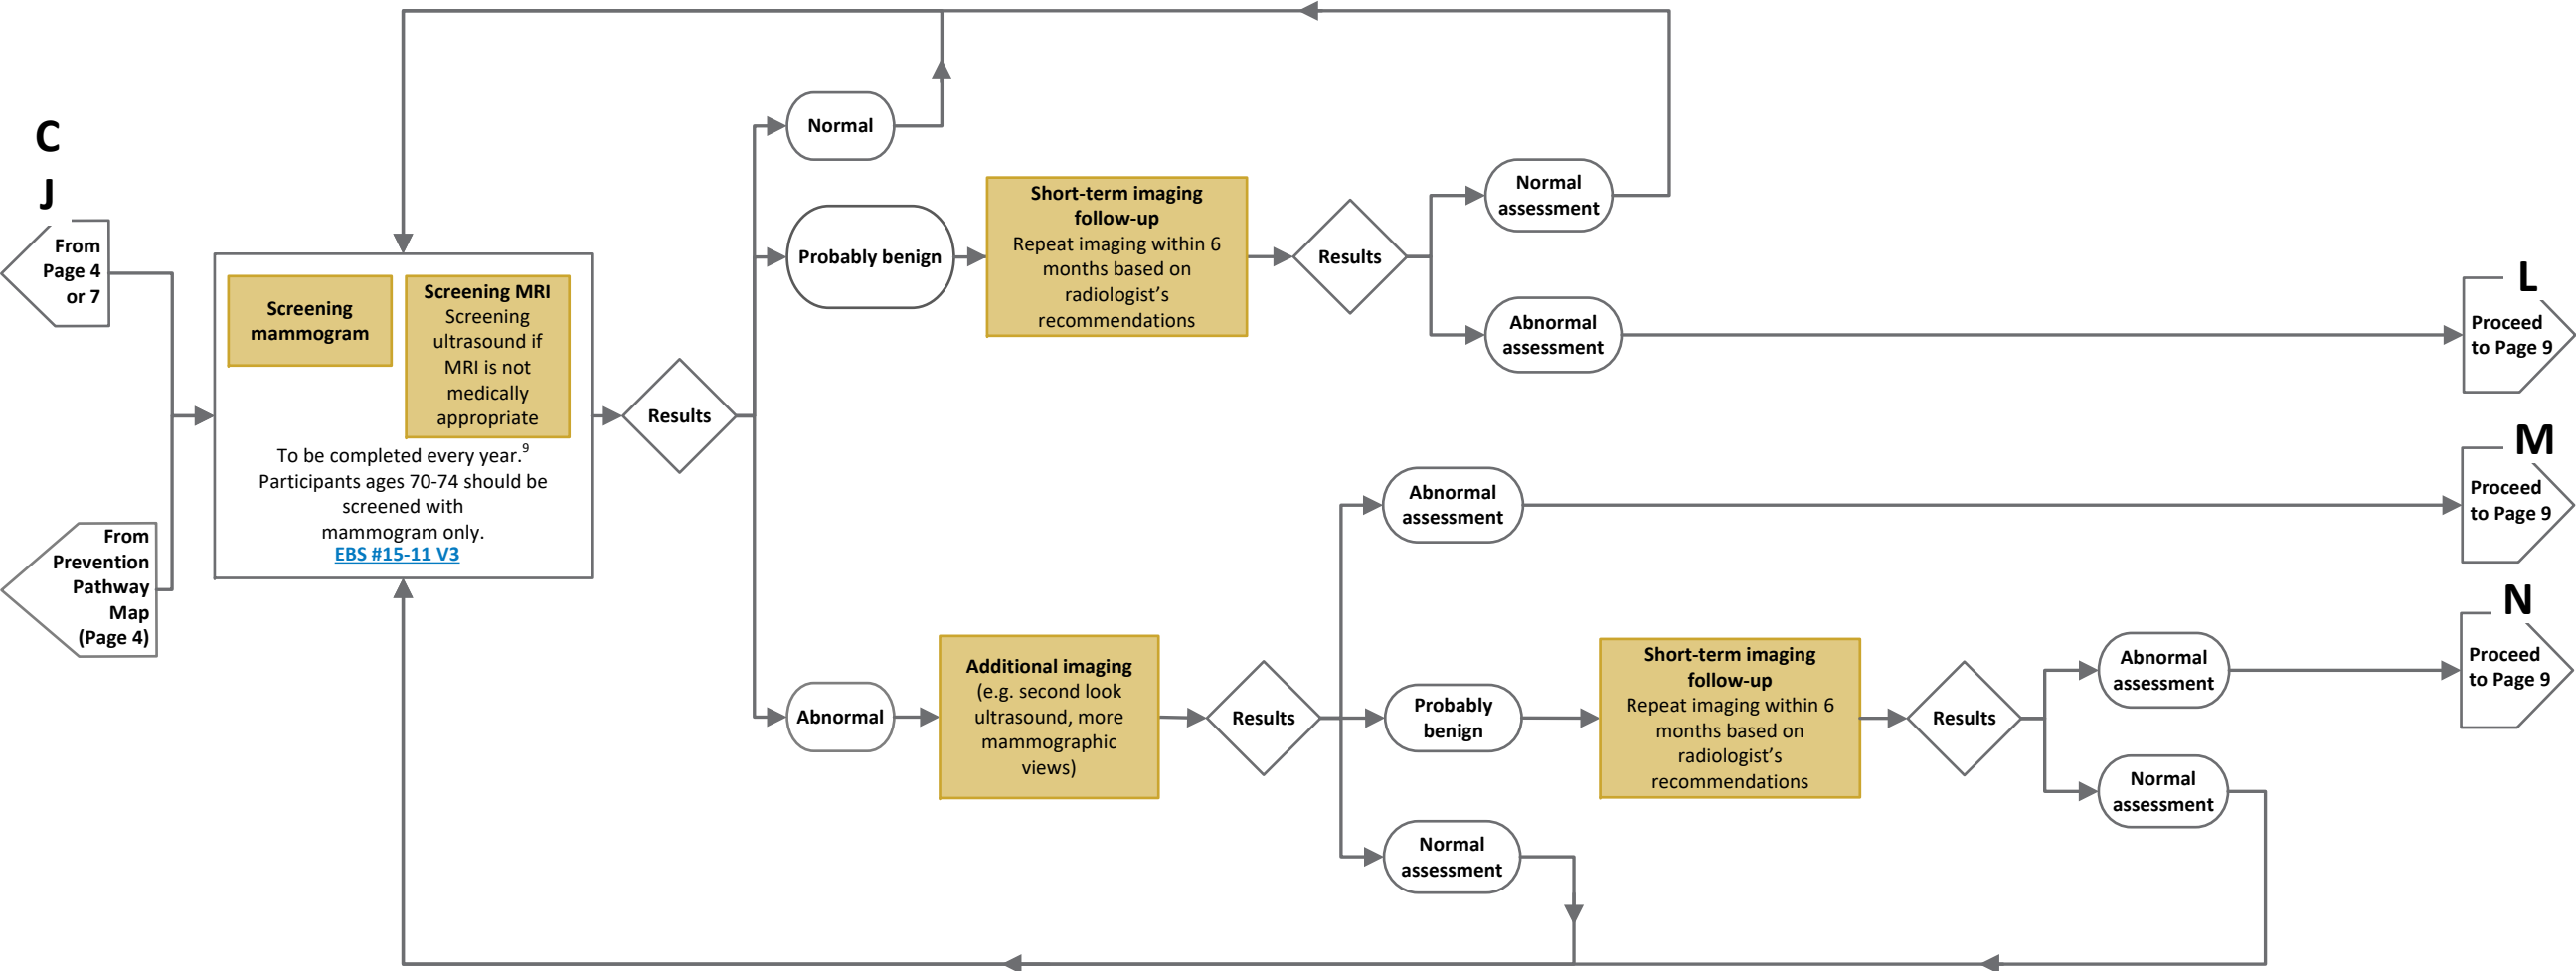 C
J
From
Page 4
or 7
From
Prevention
Pathway
Map
(Page 4)
Screening
mammogram
Screening MRI
Screening
ultrasound if
MRI is not
medically
appropriate
To be completed every year.⁹
Participants ages 70-74 should be
screened with
mammogram only.
EBS #15-11 V3
Results
Normal
Probably benign
Short-term imaging
follow-up
Repeat imaging within 6
months based on
radiologist’s
recommendations
Results
Normal
assessment
Abnormal
assessment
L
Proceed
to Page 9
Abnormal
Additional imaging
(e.g. second look
ultrasound, more
mammographic
views)
Results
Abnormal
assessment
M
Proceed
to Page 9
Probably
benign
Short-term imaging
follow-up
Repeat imaging within 6
months based on
radiologist’s
recommendations
Results
Abnormal
assessment
N
Proceed
to Page 9
Normal
assessment
Normal
assessment